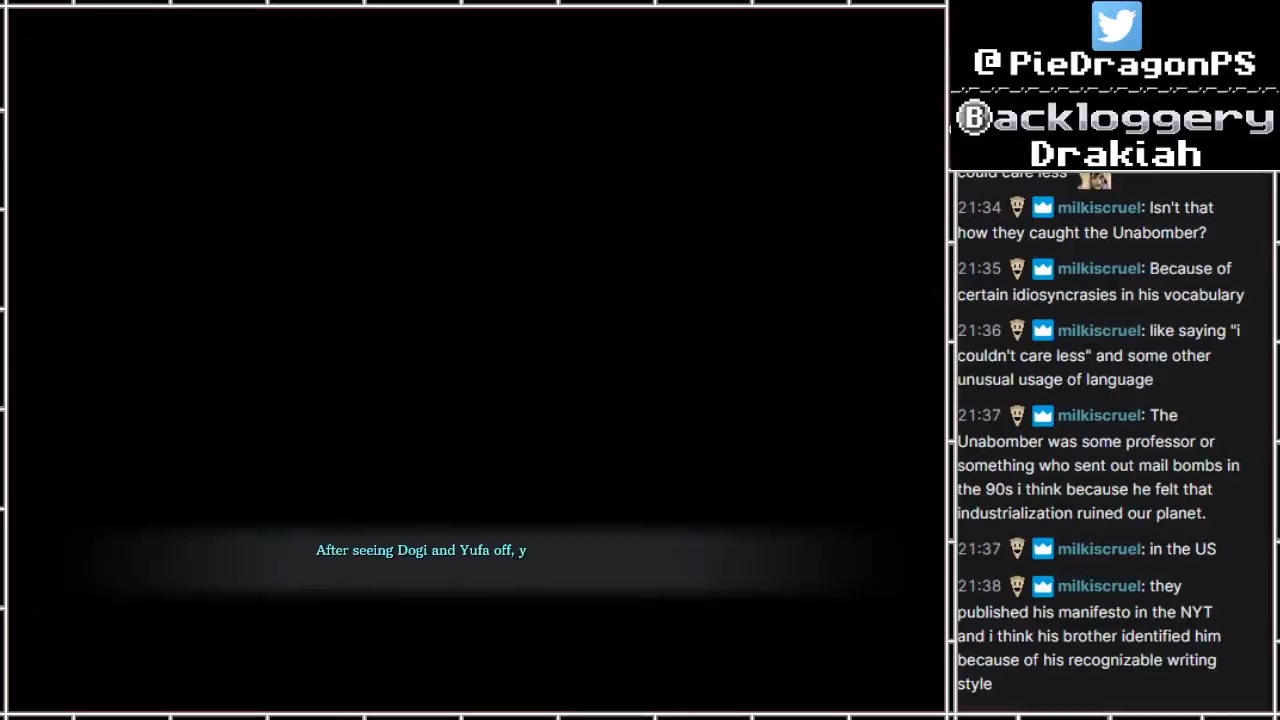 @PieDragonPS
Backloggery
Drakiah
could care less
21:34 milkiscruel: Isn't that
how they caught the Unabomber?
21:35 milkiscruel: Because of
certain idiosyncrasies in his vocabulary
21:36 milkiscruel: like saying "i
couldn't care less" and some other
unusual usage of language
21:37 milkiscruel: The
Unabomber was some professor or
something who sent out mail bombs in
the 90s i think because he felt that
industrialization ruined our planet.
21:37 milkiscruel: in the US
21:38 milkiscruel: they
published his manifesto in the NYT
and i think his brother identified him
because of his recognizable writing
style
After seeing Dogi and Yufa off, y